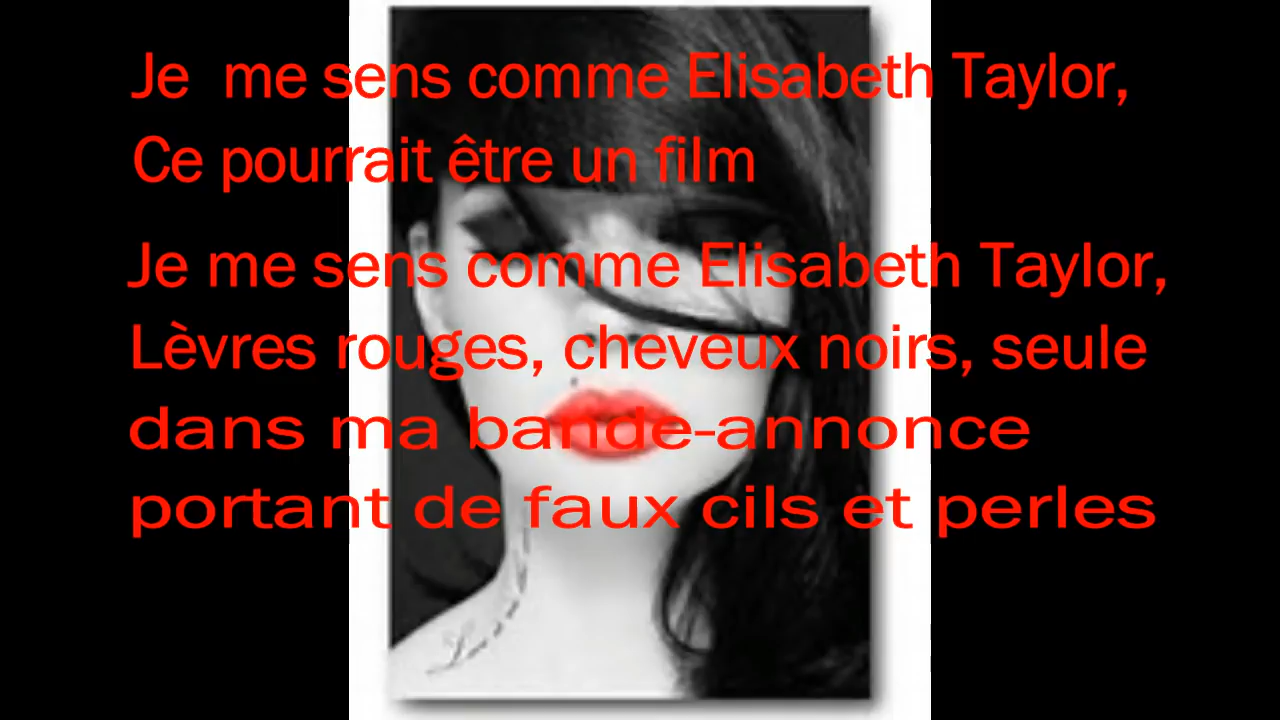 Je me sens comme Elisabeth Taylor,
Ce pourrait être un film
Je me sens comme Elisabeth Taylor,
Lèvres rouges, cheveux noirs, seule
dans ma bande-annonce
portant de faux cils et perles